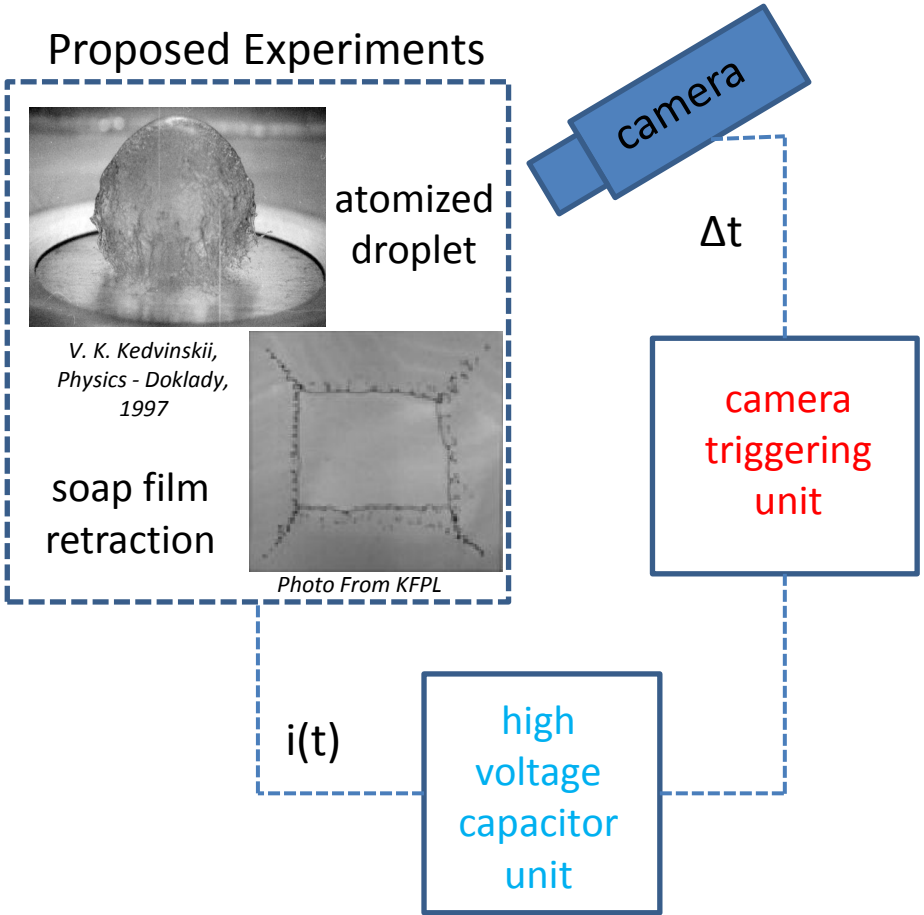 Proposed Experiments
camera
atomized
droplet
Δt
V. K. Kedvinskii,
Physics - Doklady,
1997
camera
triggering
unit
soap film
retraction
Photo From KFPL
i(t)
high
voltage
capacitor
unit